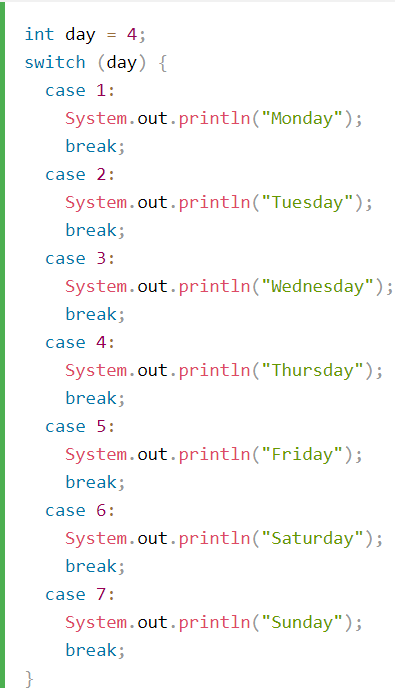 int day = 4;
switch (day) {
  case 1:
    System.out.println("Monday");
    break;
  case 2:
    System.out.println("Tuesday");
    break;
  case 3:
    System.out.println("Wednesday");
    break;
  case 4:
    System.out.println("Thursday");
    break;
  case 5:
    System.out.println("Friday");
    break;
  case 6:
    System.out.println("Saturday");
    break;
  case 7:
    System.out.println("Sunday");
    break;
}